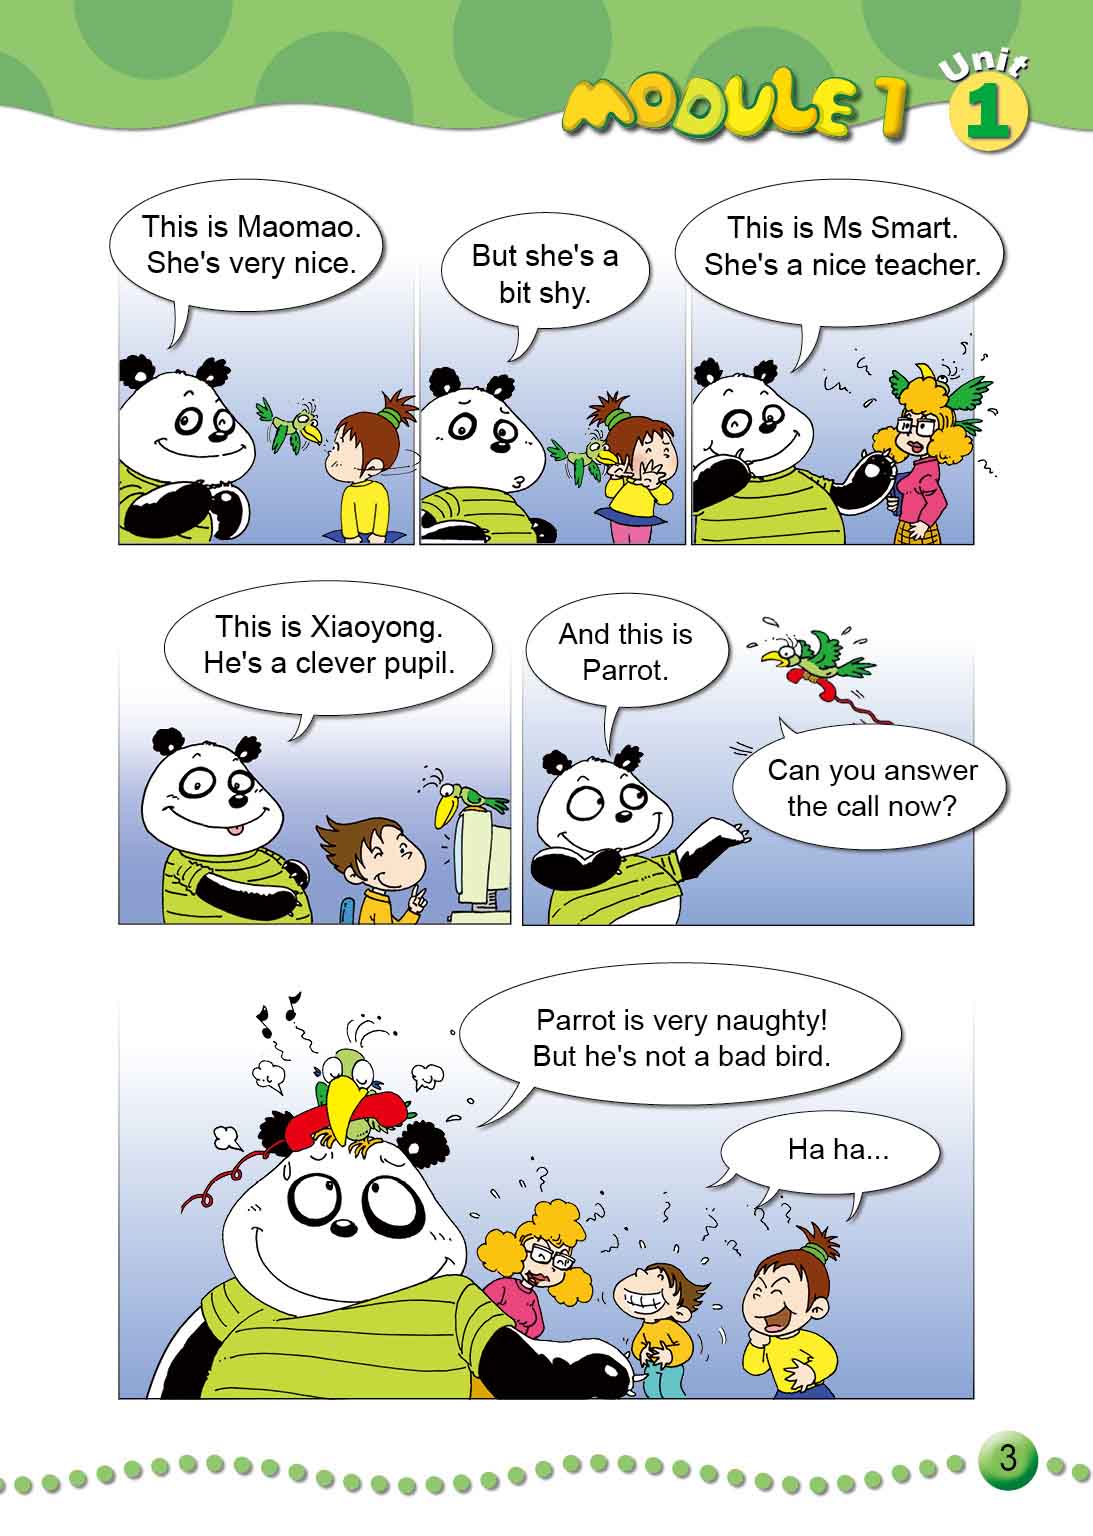 MODULE 1
Unit
1
This is Maomao.
She's very nice.
But she's a
bit shy.
This is Ms Smart.
She's a nice teacher.
This is Xiaoyong.
He's a clever pupil.
And this is
Parrot.
Can you answer
the call now?
Parrot is very naughty!
But he's not a bad bird.
Ha ha...
3